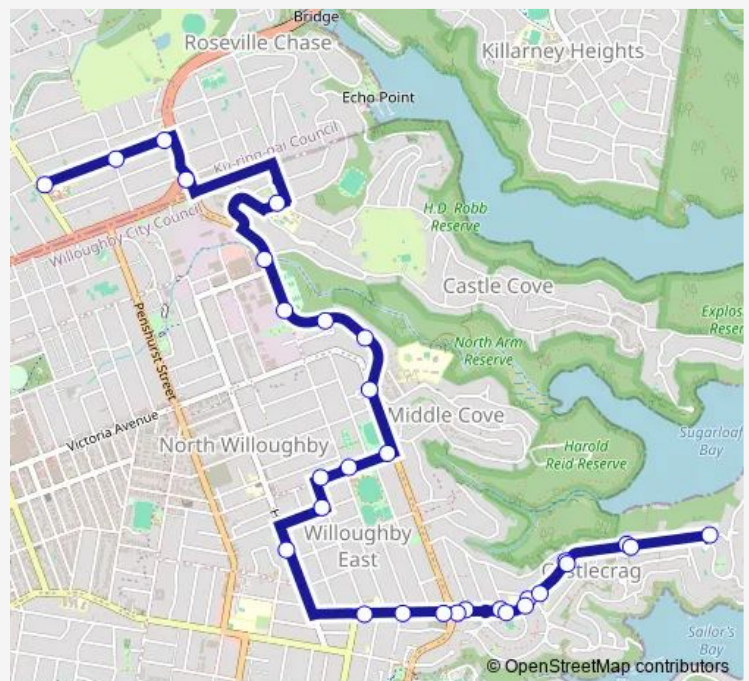 Bridge
Roseville Chase
Killarney Heights
Echo Point
Ku-ring-gai Council
Willoughby City Council
H.D. Robb
Reserve
Castle Cove
Explos
Reser
Penshurst Street
North Arm
Reserve
Victoria Avenue
Middle Cove
North Willoughby
Sugarloaf
Bay
Harold
Reid Reserve
H
Willoughby
East
Castlecrag
Sailor's
Bay
© OpenStreetMap contributors